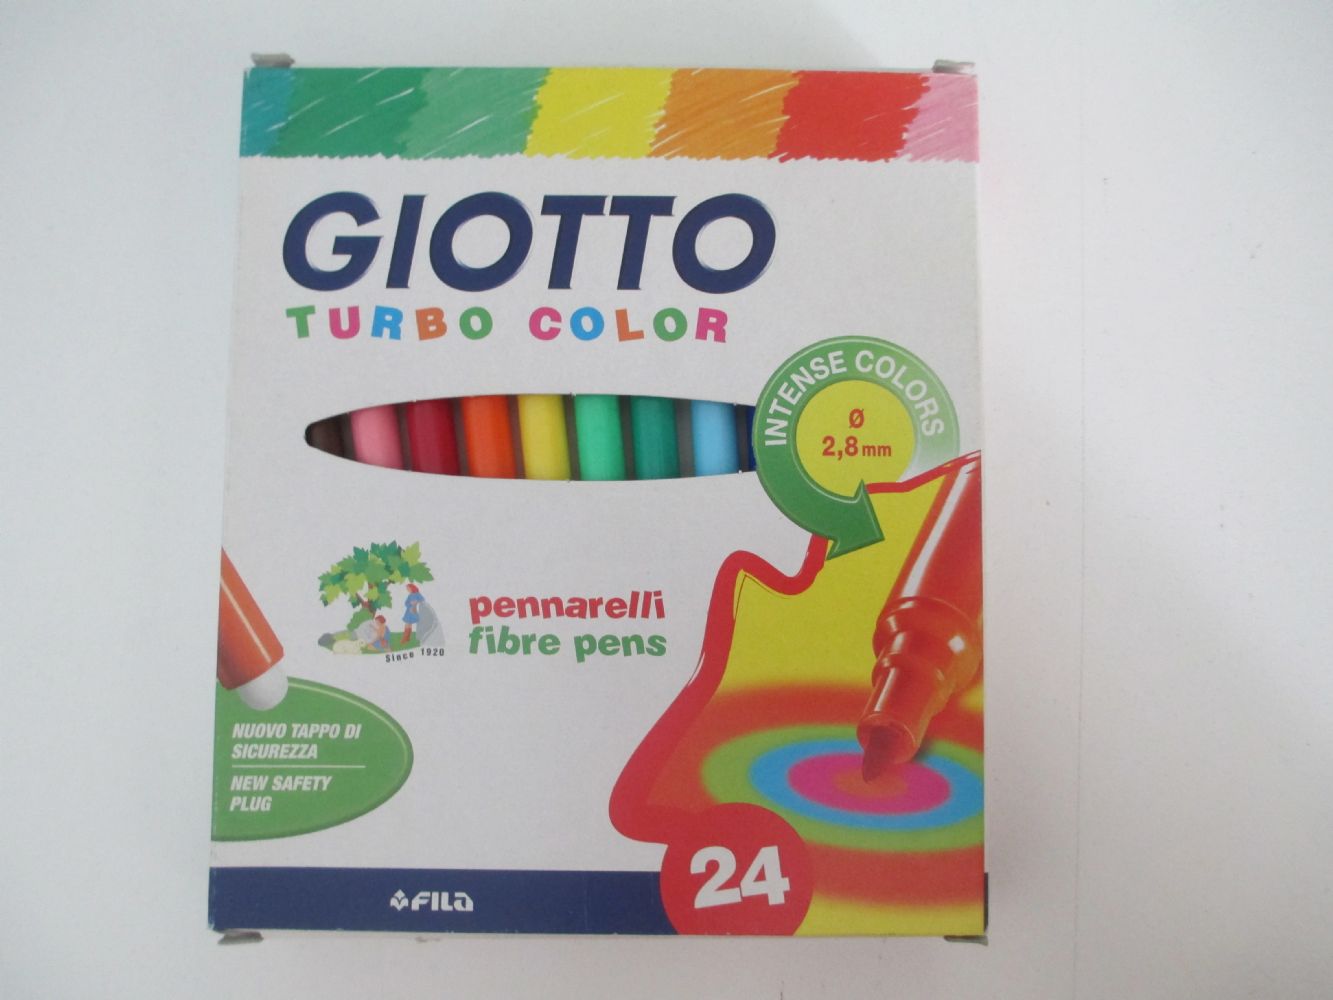 GIOTTO
TURBO COLOR
INTENSE COLORS
Ø
2,8 mm
Since 1920
pennarelli
fibre pens
NUOVO TAPPO DI
SICUREZZA
NEW SAFETY
PLUG
FILA
24